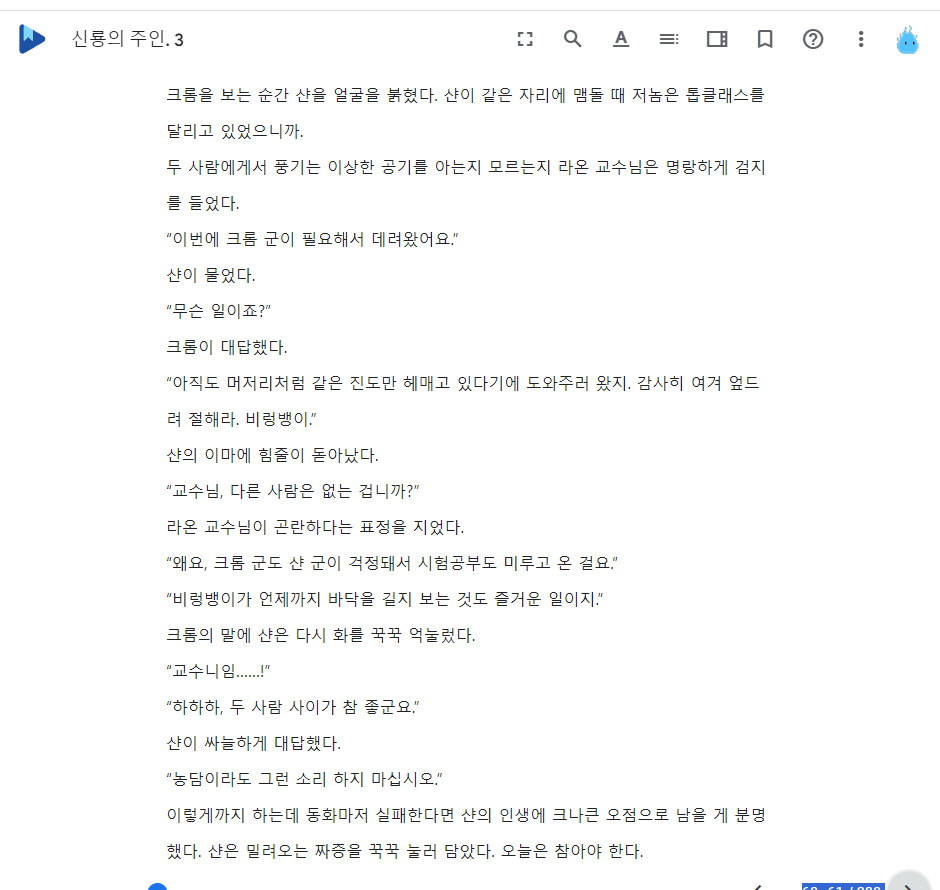 신룡의 주인. 3
크롬을 보는 순간 샨을 얼굴을 붉혔다. 샨이 같은 자리에 맴돌 때 저놈은 톱클래스를
달리고 있었으니까.
두 사람에게서 풍기는 이상한 공기를 아는지 모르는지 라온 교수님은 명랑하게 검지
를 들었다.
“이번에 크롬 군이 필요해서 데려왔어요.”
샨이 물었다.
“무슨 일이죠?”
크롬이 대답했다.
“아직도 머저리처럼 같은 진도만 헤매고 있다기에 도와주러 왔지. 감사히 여겨 엎드
려 절해라. 비렁뱅이.”
샨의 이마에 힘줄이 돋아났다.
“교수님, 다른 사람은 없는 겁니까?”
라온 교수님이 곤란하다는 표정을 지었다.
“왜요, 크롬 군도 샨 군이 걱정돼서 시험공부도 미루고 온 걸요.”
“비렁뱅이가 언제까지 바닥을 길지 보는 것도 즐거운 일이지.”
크롬의 말에 샨은 다시 화를 꾹꾹 억눌렀다.
“교수니임......!”
“하하하, 두 사람 사이가 참 좋군요.”
샨이 싸늘하게 대답했다.
“농담이라도 그런 소리 하지 마십시오.”
이렇게까지 하는데 동화마저 실패한다면 샨의 인생에 크나큰 오점으로 남을 게 분명
했다. 샨은 밀려오는 짜증을 꾹꾹 눌러 담았다. 오늘은 참아야 한다.